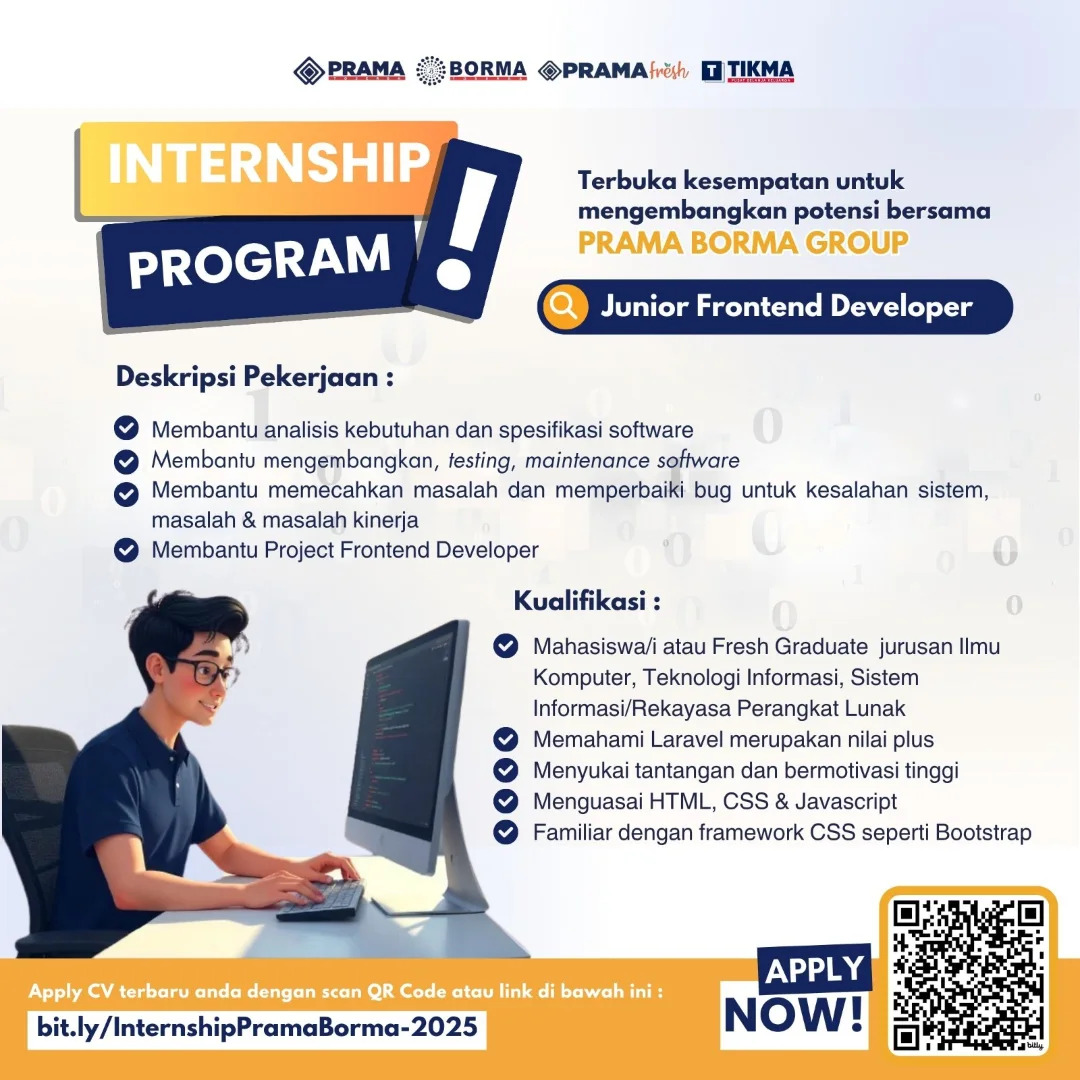 PRAMA BORMA PRAMA fresh T TIKMA
INTERNSHIP
PROGRAM !
Terbuka kesempatan untuk
mengembangkan potensi bersama
PRAMA BORMA GROUP
Junior Frontend Developer
Deskripsi Pekerjaan :
Membantu analisis kebutuhan dan spesifikasi software
Membantu mengembangkan, testing, maintenance software
Membantu memecahkan masalah dan memperbaiki bug untuk kesalahan sistem,
masalah & masalah kinerja
Membantu Project Frontend Developer
Kualifikasi :
Mahasiswa/i atau Fresh Graduate jurusan Ilmu
Komputer, Teknologi Informasi, Sistem
Informasi/Rekayasa Perangkat Lunak
Memahami Laravel merupakan nilai plus
Menyukai tantangan dan bermotivasi tinggi
Menguasai HTML, CSS & Javascript
Familiar dengan framework CSS seperti Bootstrap
Apply CV terbaru anda dengan scan QR Code atau link di bawah ini :
bit.ly/InternshipPramaBorma-2025
APPLY
NOW!
bitly